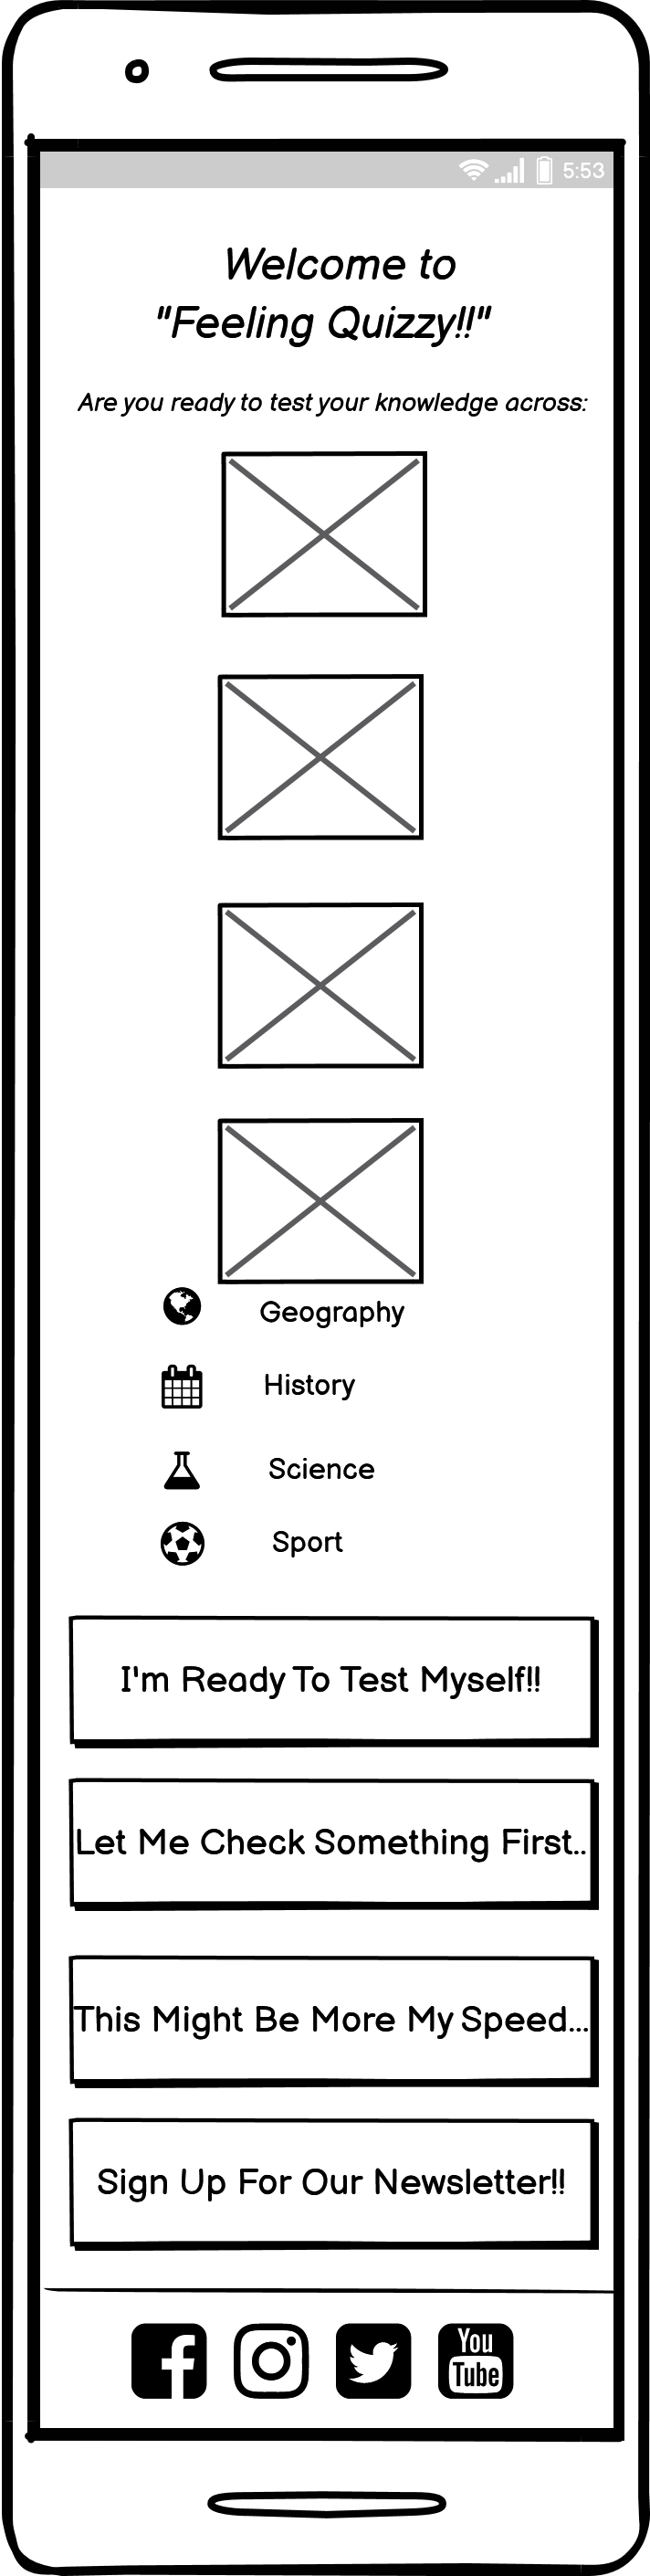 5:53
Welcome to
"Feeling Quizzy!!"
Are you ready to test your knowledge across:
Geography
History
Science
Sport
I'm Ready To Test Myself!!
Let Me Check Something First..
This Might Be More My Speed...
Sign Up For Our Newsletter!!
You
Tube